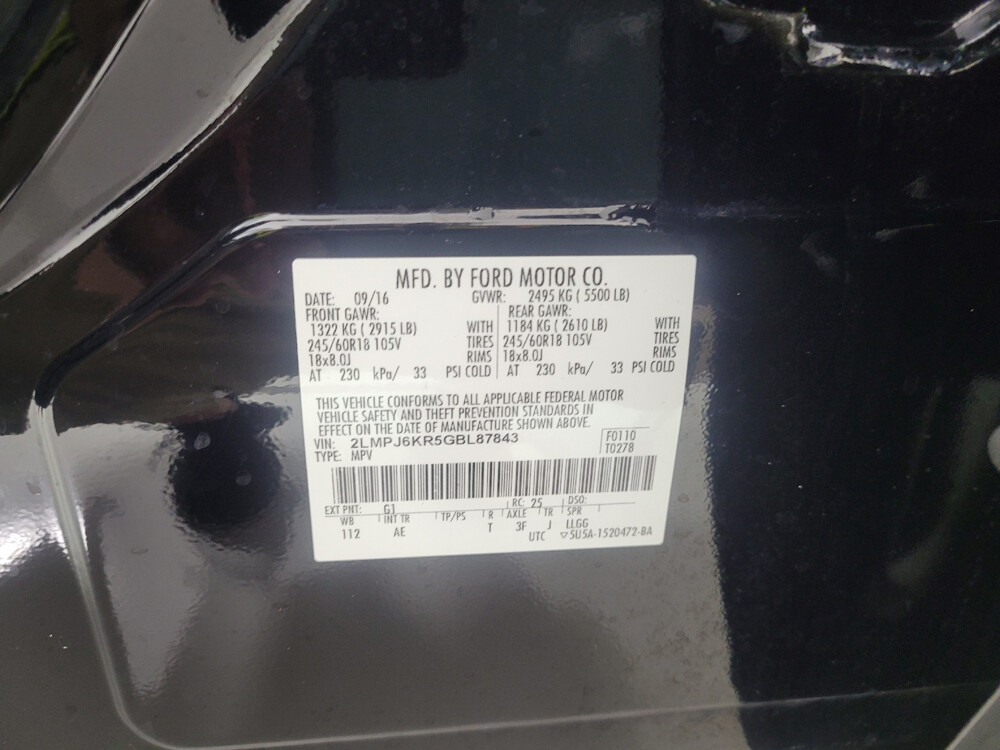 MFD. BY FORD MOTOR CO.
DATE: 09/16 GVWR: 2495 KG ( 5500 LB)
FRONT GAWR: REAR GAWR:
1322 KG ( 2915 LB) WITH 1184 KG ( 2610 LB) WITH
245/60R18 105V TIRES 245/60R18 105V TIRES
18x8.0J RIMS 18x8.0J RIMS
AT 230 kPa/ 33 PSI COLD AT 230 kPa/ 33 PSI COLD
THIS VEHICLE CONFORMS TO ALL APPLICABLE FEDERAL MOTOR
VEHICLE SAFETY AND THEFT PREVENTION STANDARDS IN
EFFECT ON THE DATE OF MANUFACTURE SHOWN ABOVE.
VIN: 2LMPJ6KR5GBL87843 F0110
TYPE: MPV T0278
EXT PNT: G1 RC: 25 DSO:
WB INT TR TP/PS R AXLE TR SPR
112 AE T 3F J LLGG
UTC ▽5U5A-1520472-BA